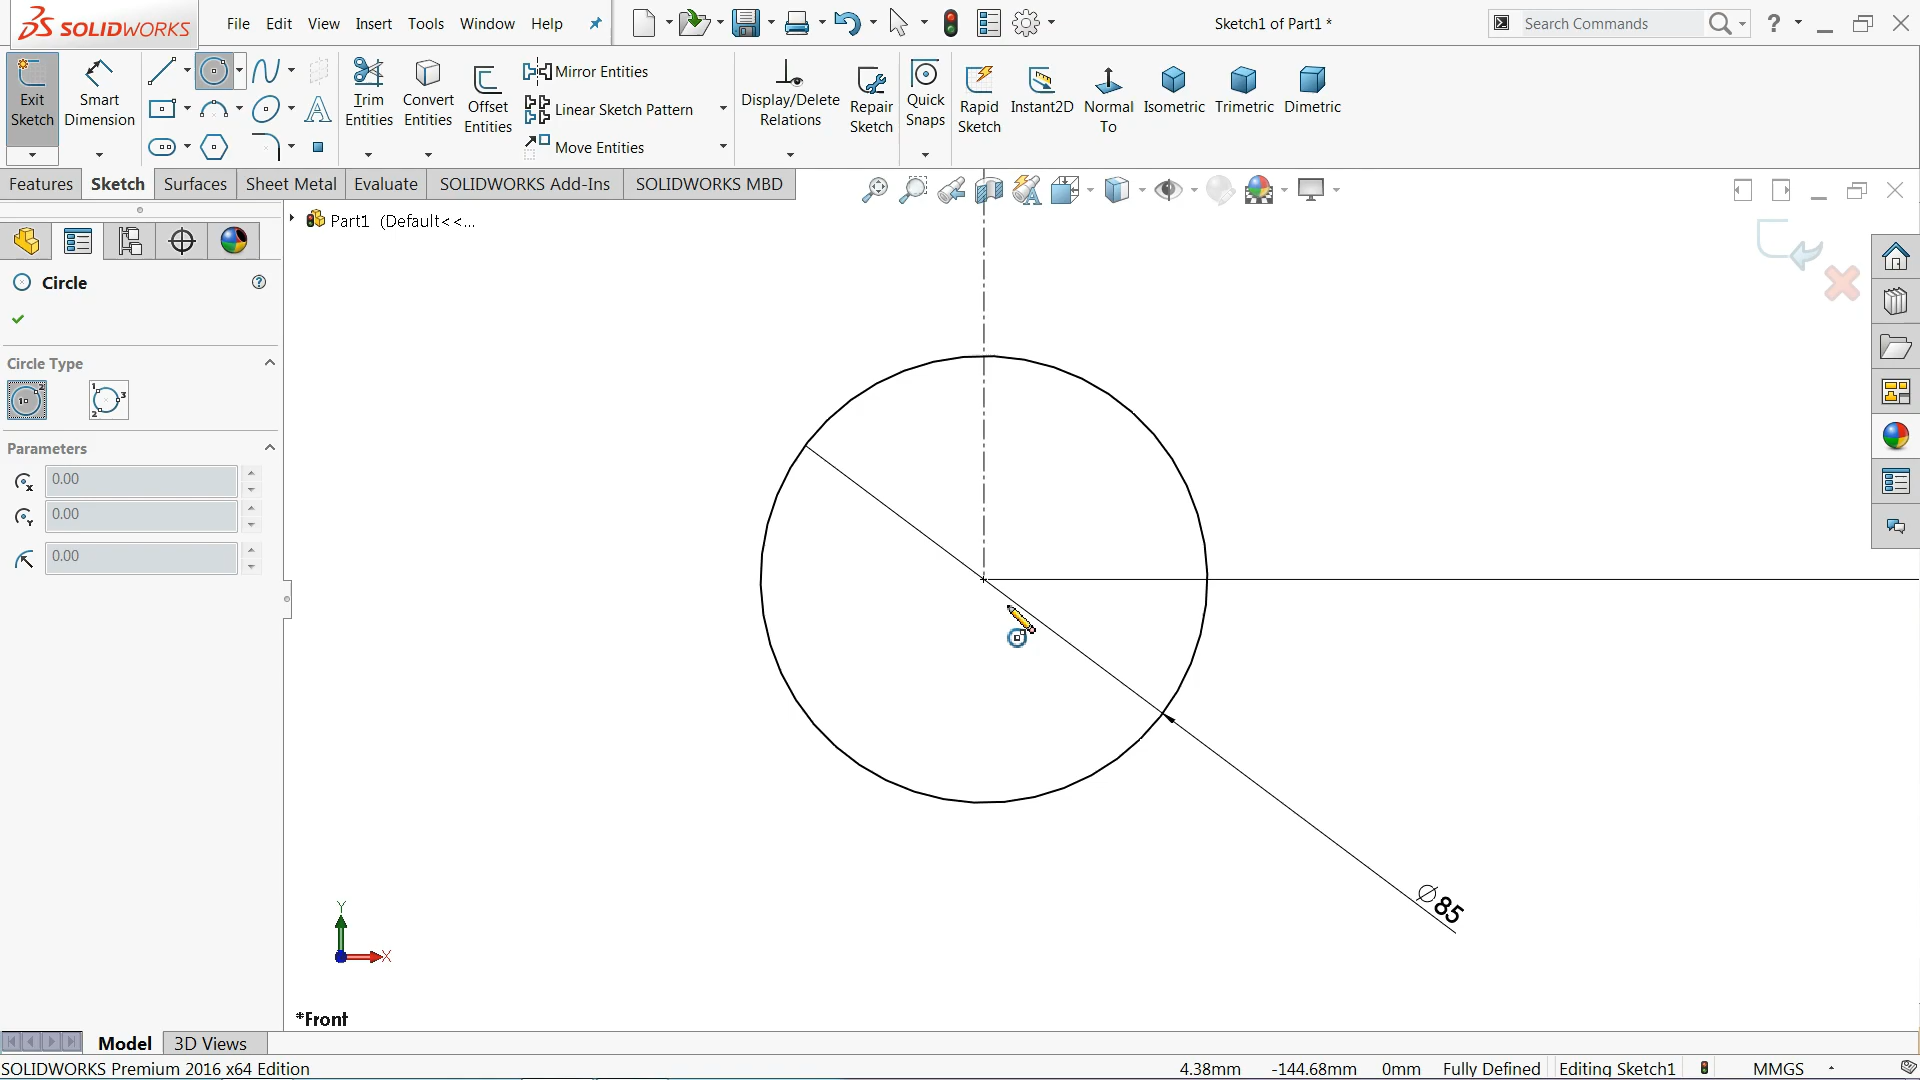 SOLIDWORKS File Edit View Insert Tools Window Help Sketch1 of Part1 * Search Commands ?
Exit Sketch
Smart Dimension
Trim Entities
Convert Entities
Offset Entities
Mirror Entities
Linear Sketch Pattern
Move Entities
Display/Delete Relations
Repair Sketch
Quick Snaps
Rapid Sketch
Instant2D
Normal To
Isometric
Trimetric
Dimetric
Features Sketch Surfaces Sheet Metal Evaluate SOLIDWORKS Add-Ins SOLIDWORKS MBD
Part1 (Default<<...
Circle
Circle Type
Parameters
0.00
0.00
0.00
∅85
Y
X
*Front
Model 3D Views
SOLIDWORKS Premium 2016 x64 Edition 4.38mm -144.68mm 0mm Fully Defined Editing Sketch1 MMGS